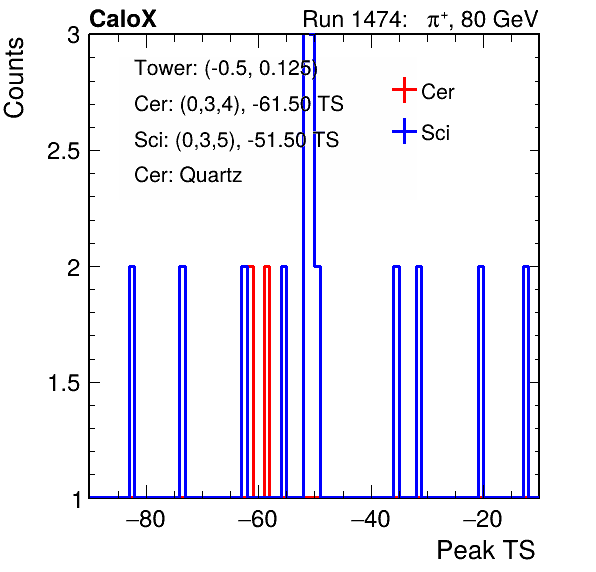 CaloX Run 1474: π+, 80 GeV
Counts
3
2.5
2
1.5
1
Tower: (-0.5, 0.125)
Cer: (0,3,4), -61.50 TS
Sci: (0,3,5), -51.50 TS
Cer: Quartz
Cer
Sci
−80 −60 −40 −20
Peak TS